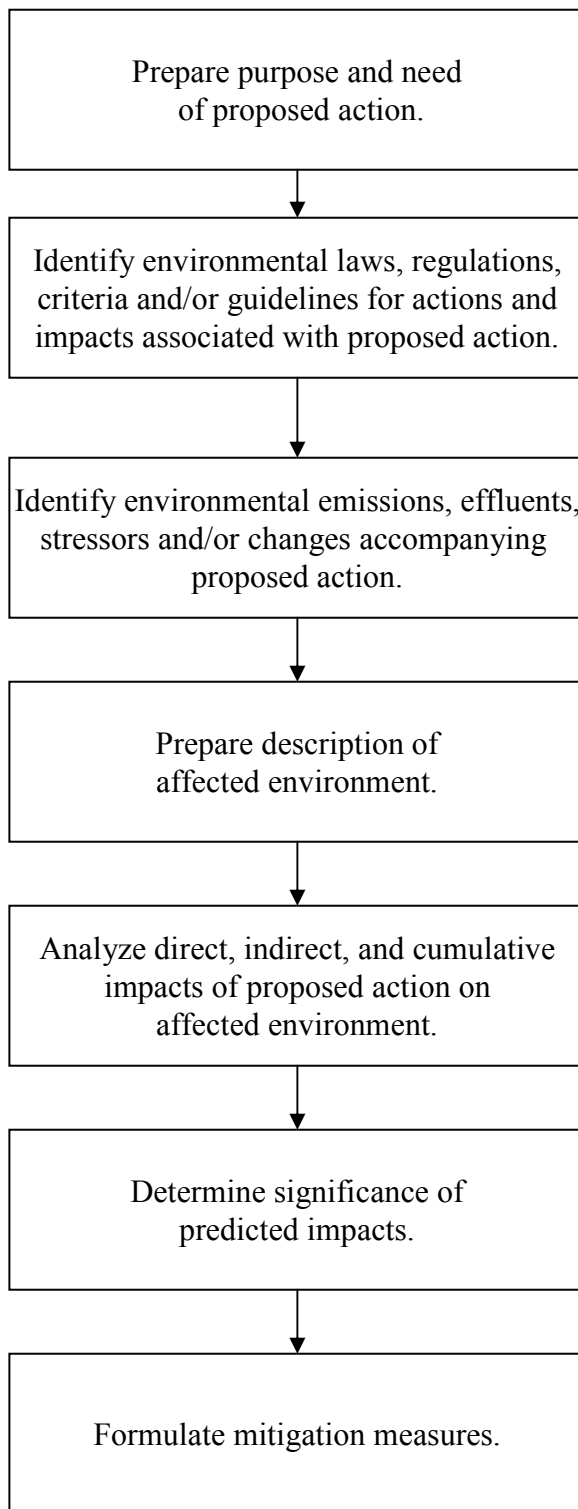 Prepare purpose and need
of proposed action.
Identify environmental laws, regulations,
criteria and/or guidelines for actions and
impacts associated with proposed action.
Identify environmental emissions, effluents,
stressors and/or changes accompanying
proposed action.
Prepare description of
affected environment.
Analyze direct, indirect, and cumulative
impacts of proposed action on
affected environment.
Determine significance of
predicted impacts.
Formulate mitigation measures.